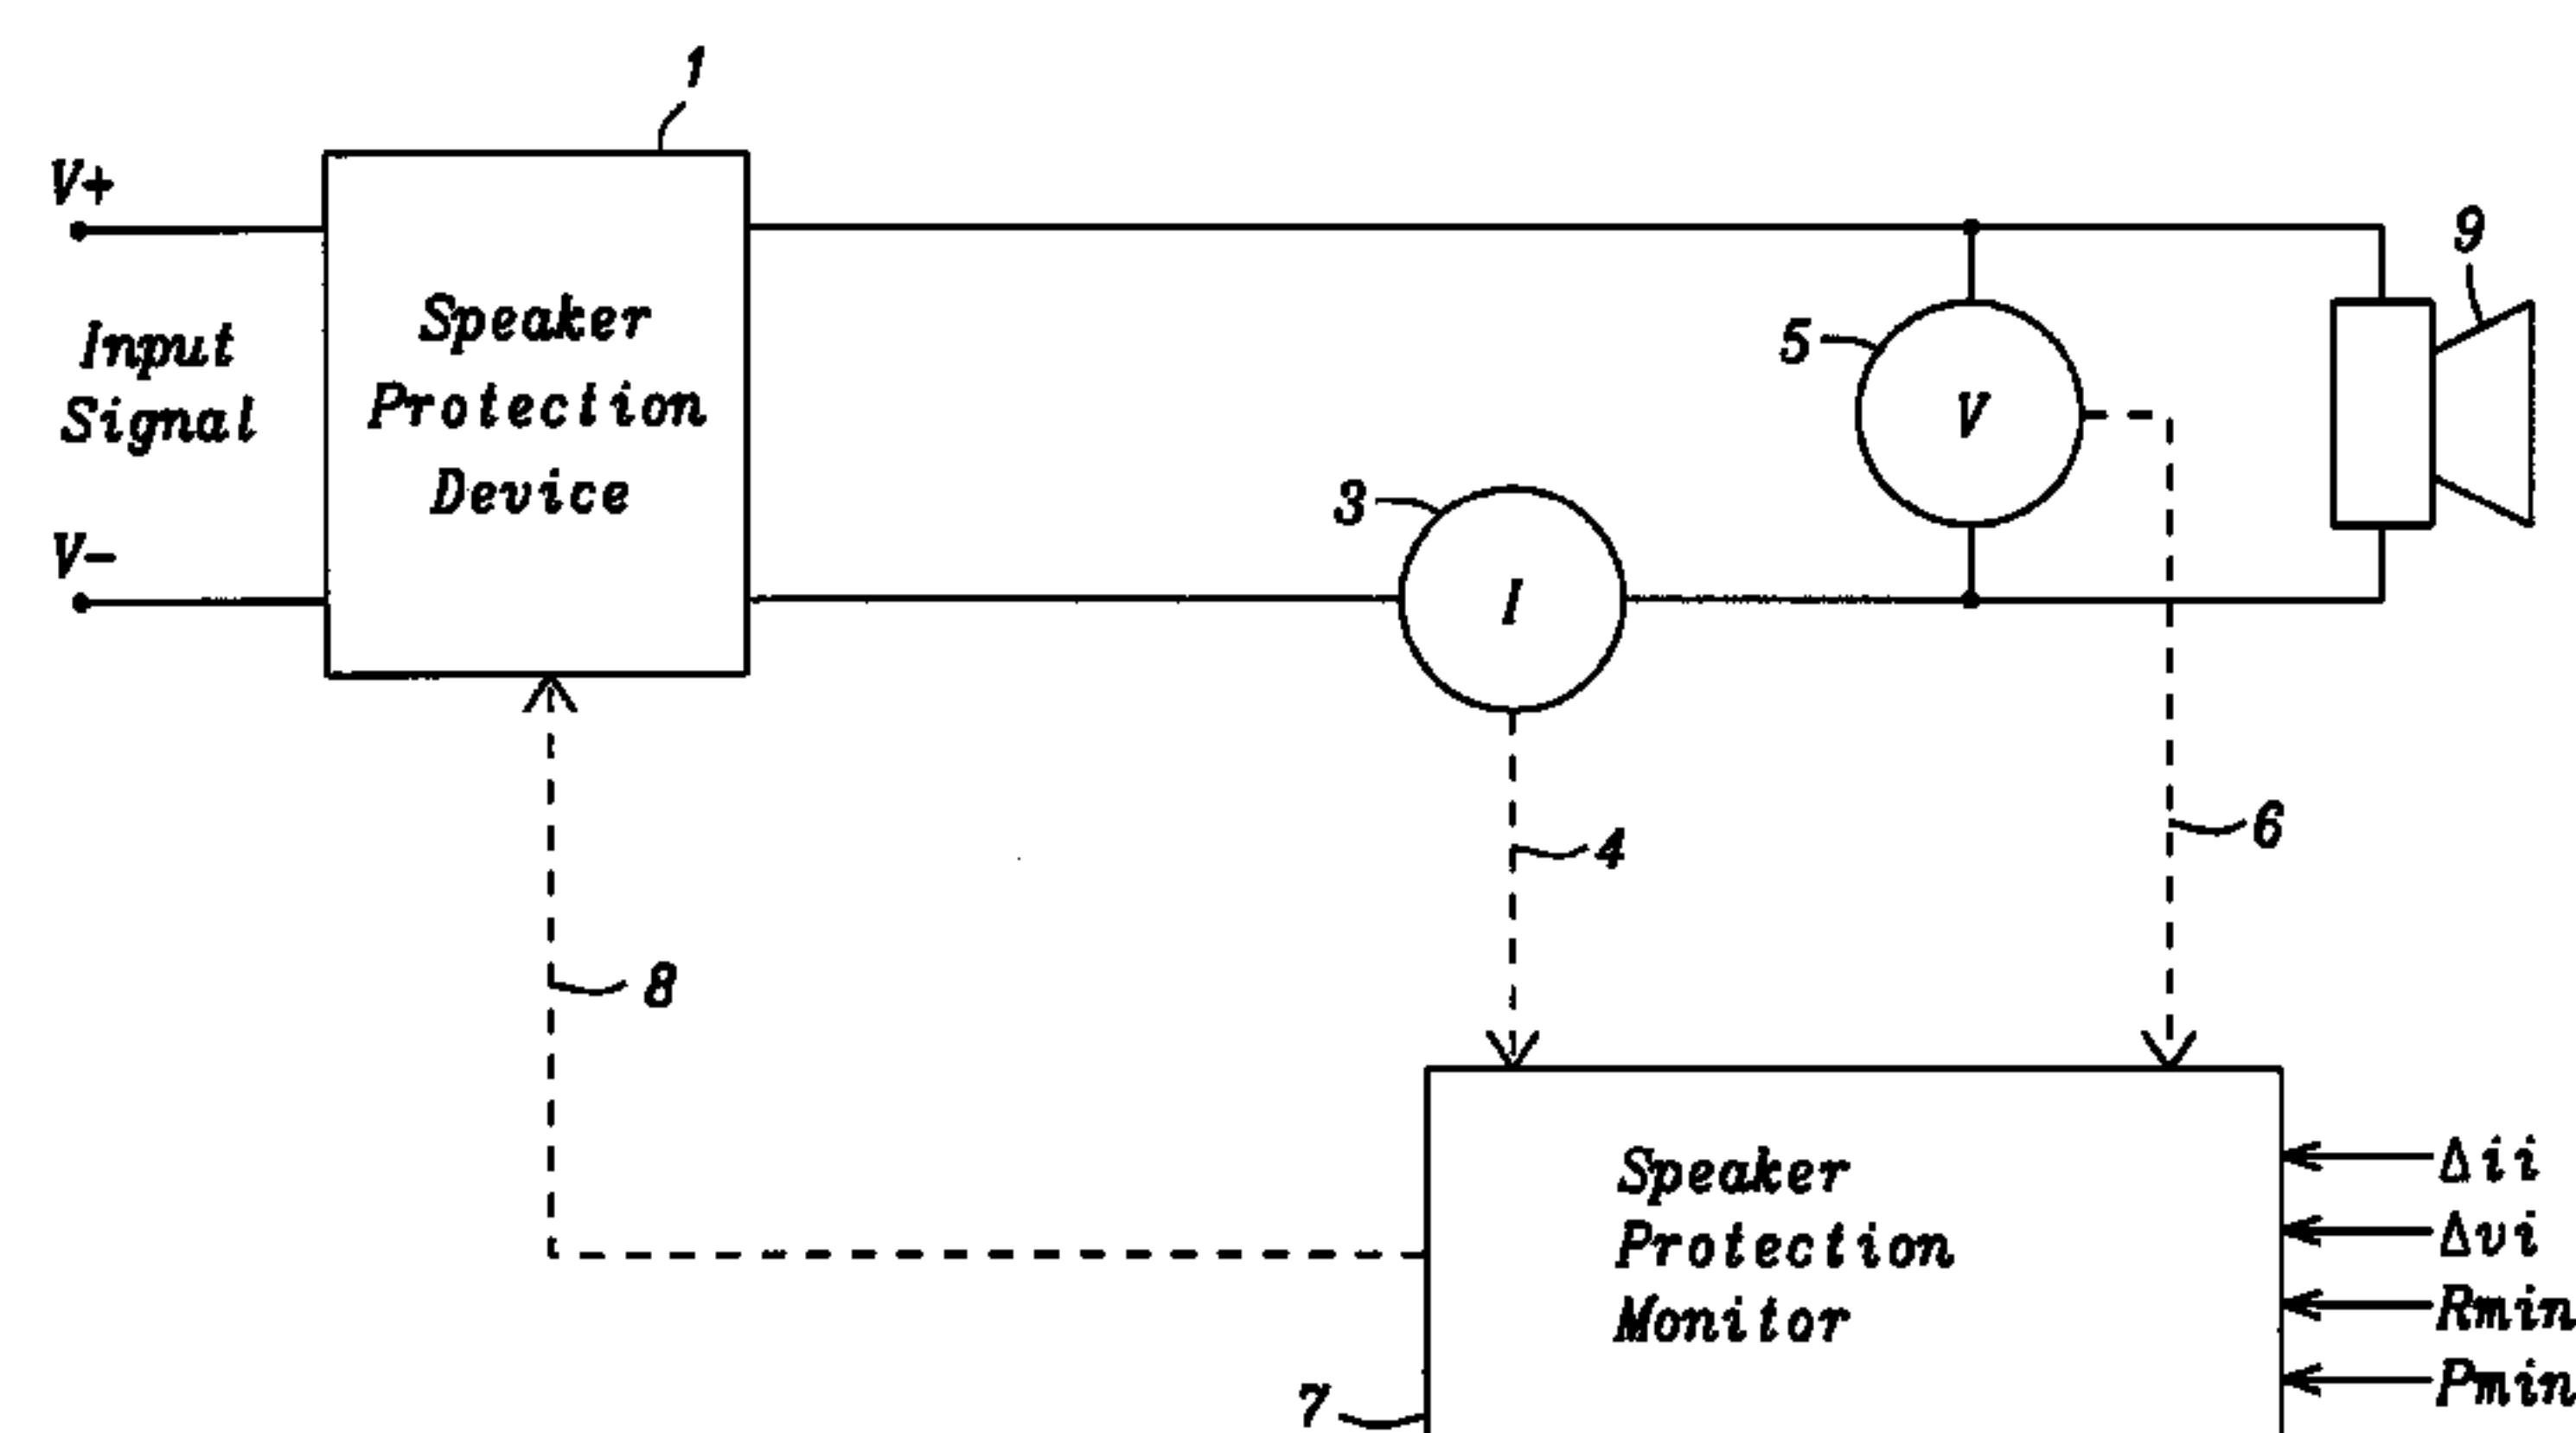 1
V+
Input
Signal
V-
Speaker
Protection
Device
9
5
V
3
I
4
6
8
Speaker
Protection
Monitor
7
Δii
Δvi
Rmin
Pmin